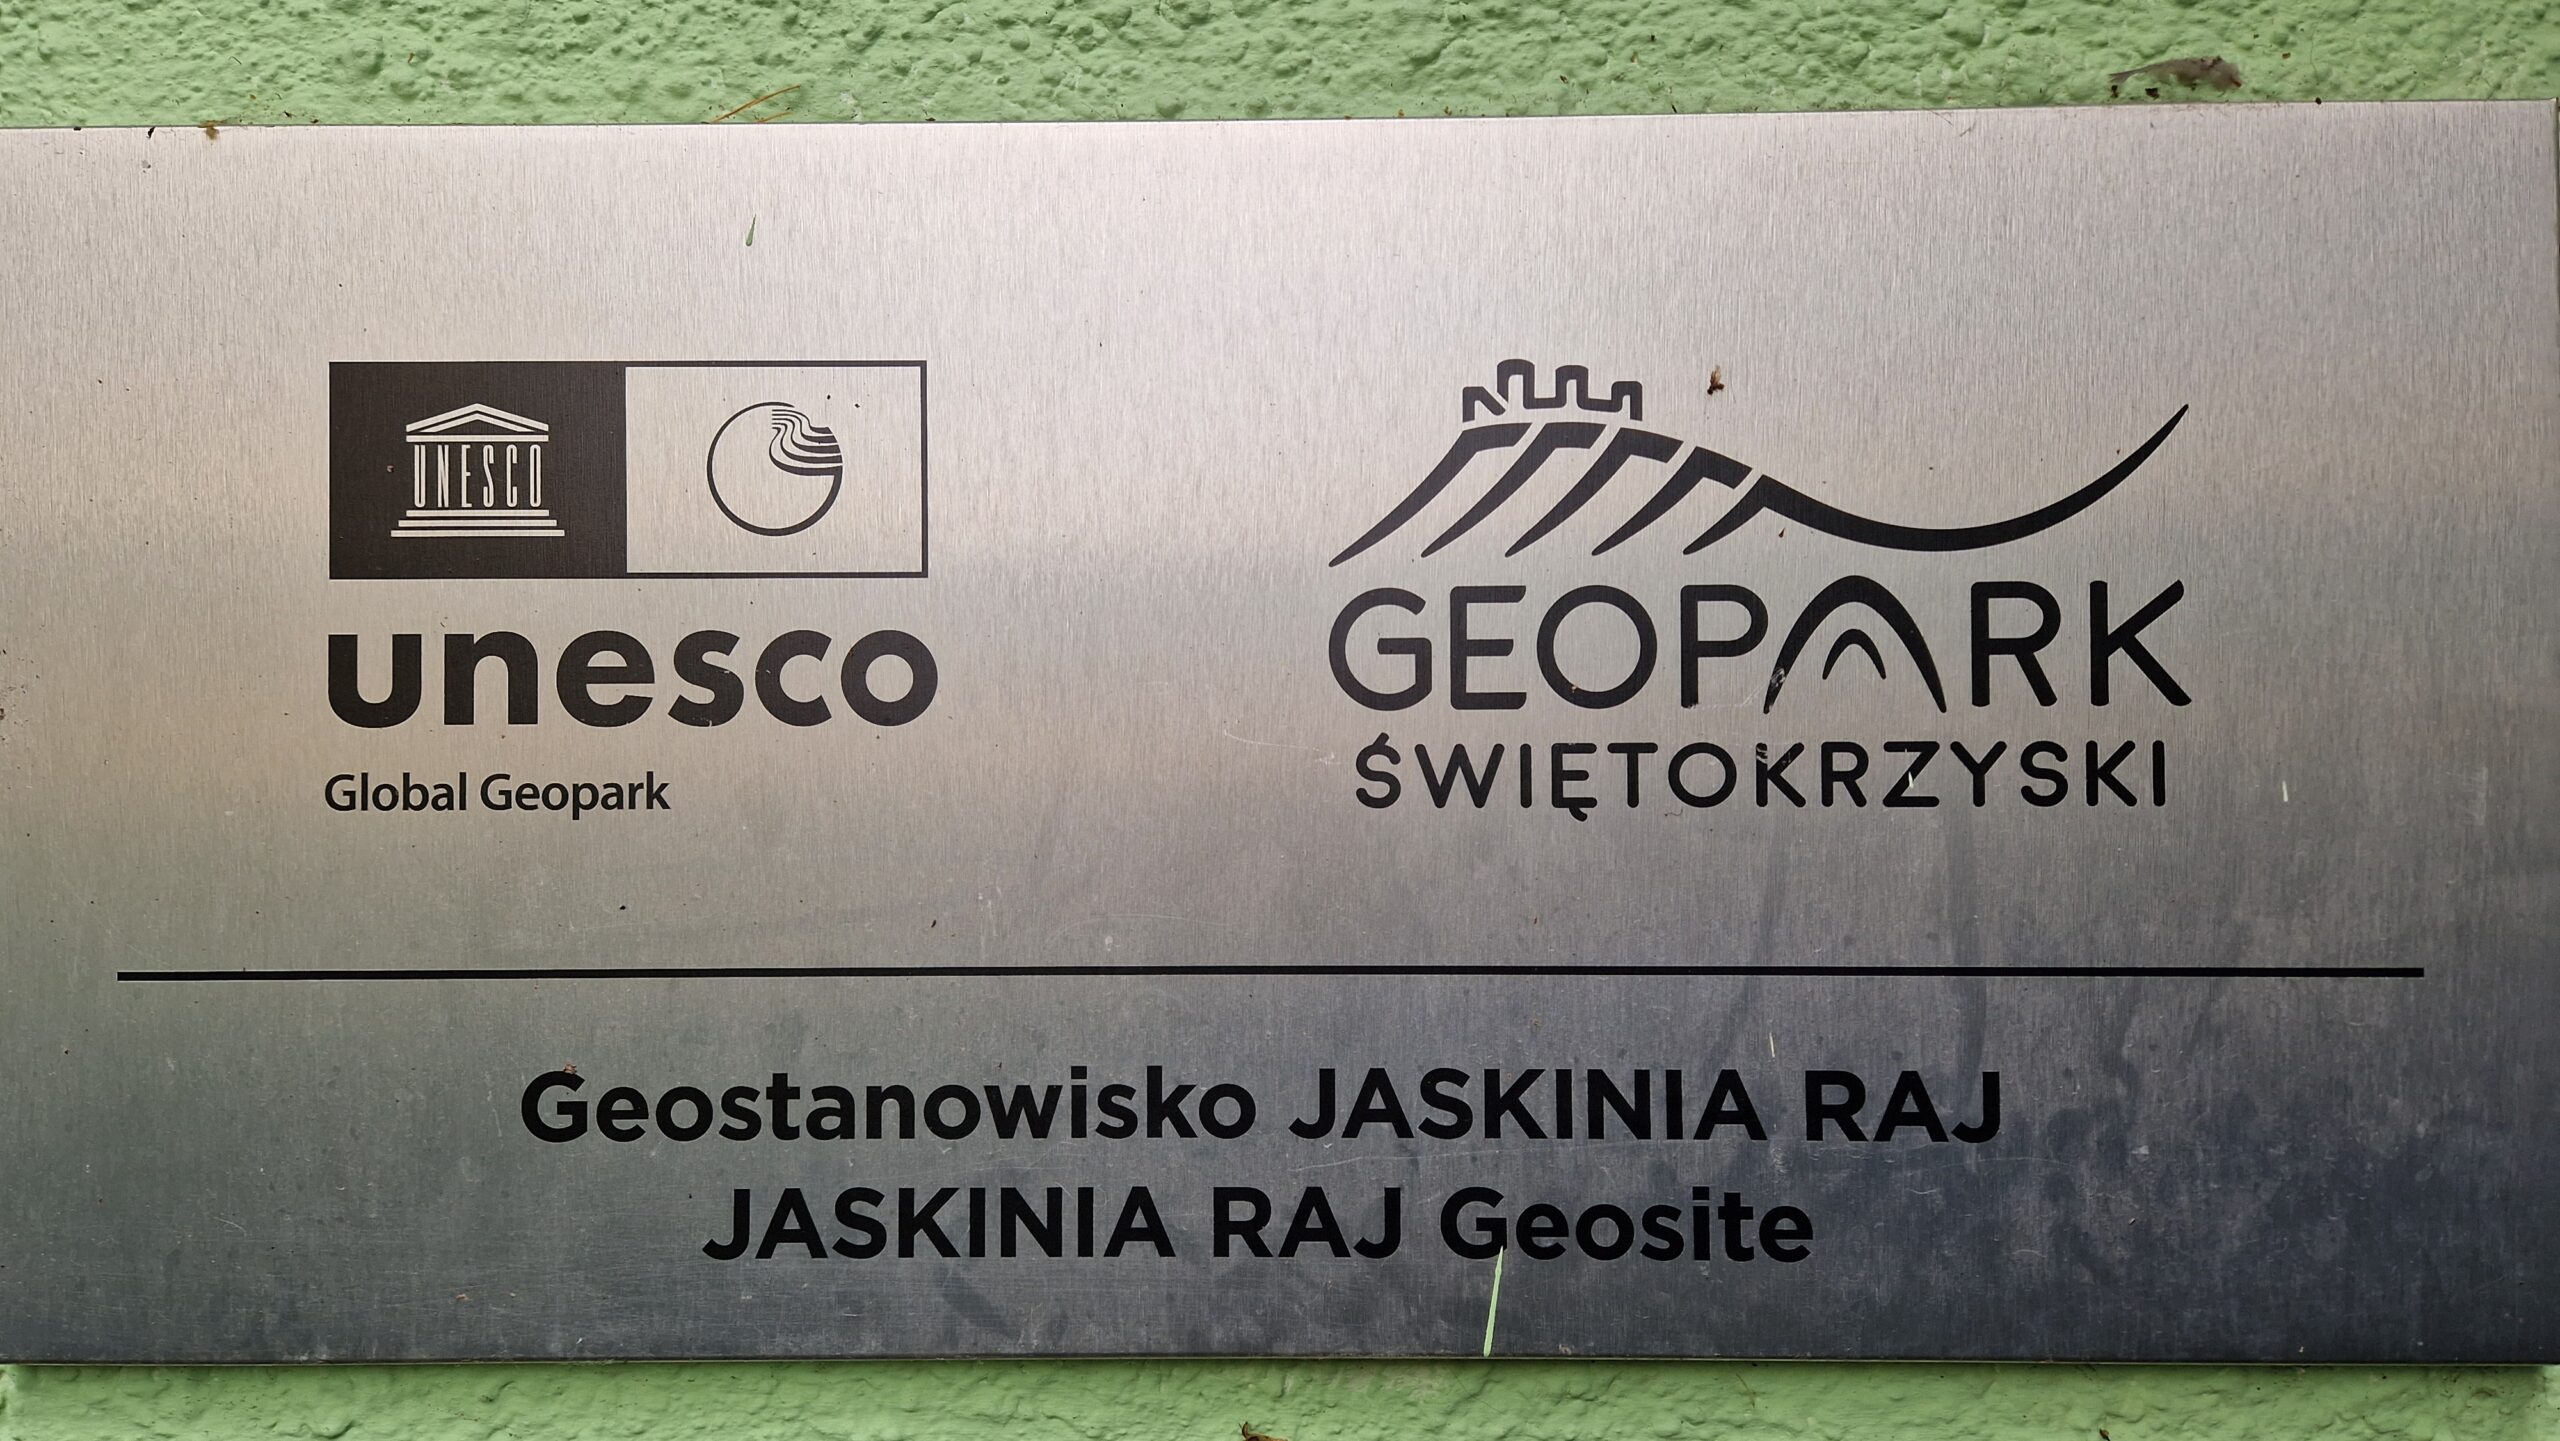 UNESCO
unesco
Global Geopark
GEOPARK
ŚWIĘTOKRZYSKI
Geostanowisko JASKINIA RAJ
JASKINIA RAJ Geosite